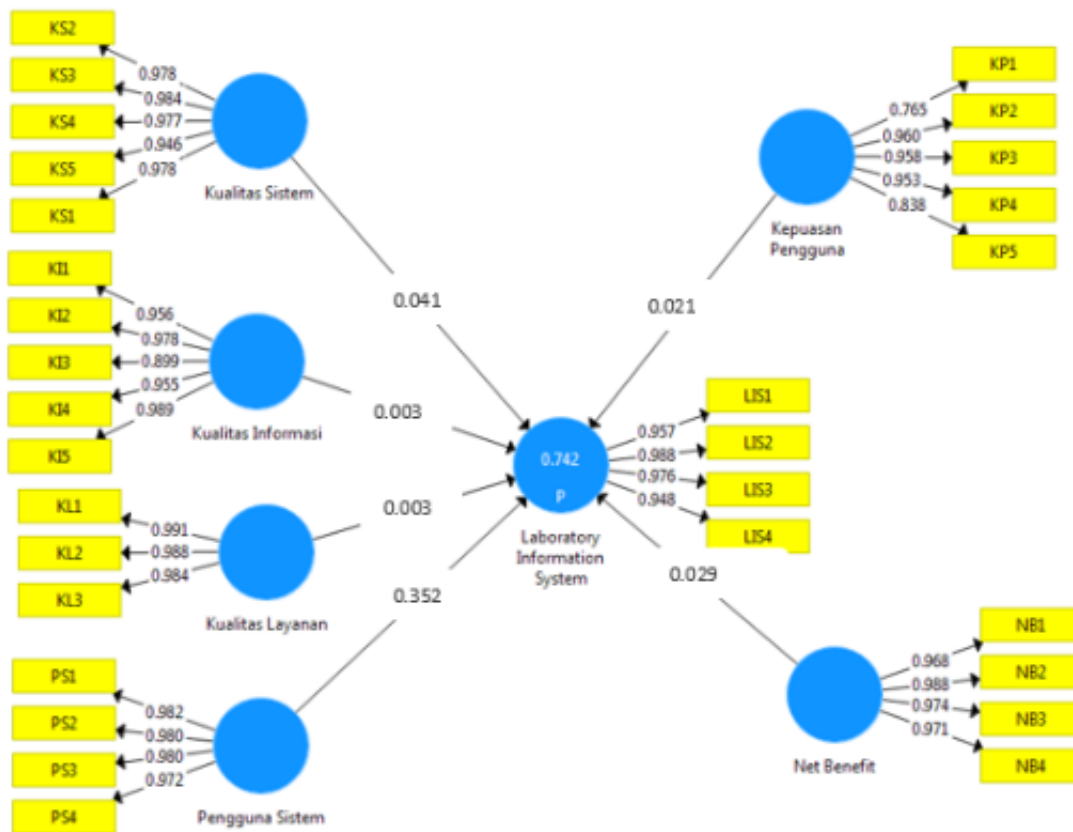 KS2
KS3
KS4
KS5
KS1
0.978
0.984
0.977
0.946
0.978
Kualitas Sistem
KI1
KI2
KI3
KI4
KI5
0.956
0.978
0.899
0.955
0.989
Kualitas Informasi
KL1
KL2
KL3
0.991
0.988
0.984
Kualitas Layanan
PS1
PS2
PS3
PS4
0.982
0.980
0.980
0.972
Pengguna Sistem
0.041
0.003
0.003
0.352
0.021
0.029
0.742
P
Laboratory
Information
System
0.957
0.988
0.976
0.948
LIS1
LIS2
LIS3
LIS4
Kepuasan
Pengguna
0.765
0.960
0.958
0.953
0.838
KP1
KP2
KP3
KP4
KP5
Net Benefit
0.968
0.988
0.974
0.971
NB1
NB2
NB3
NB4